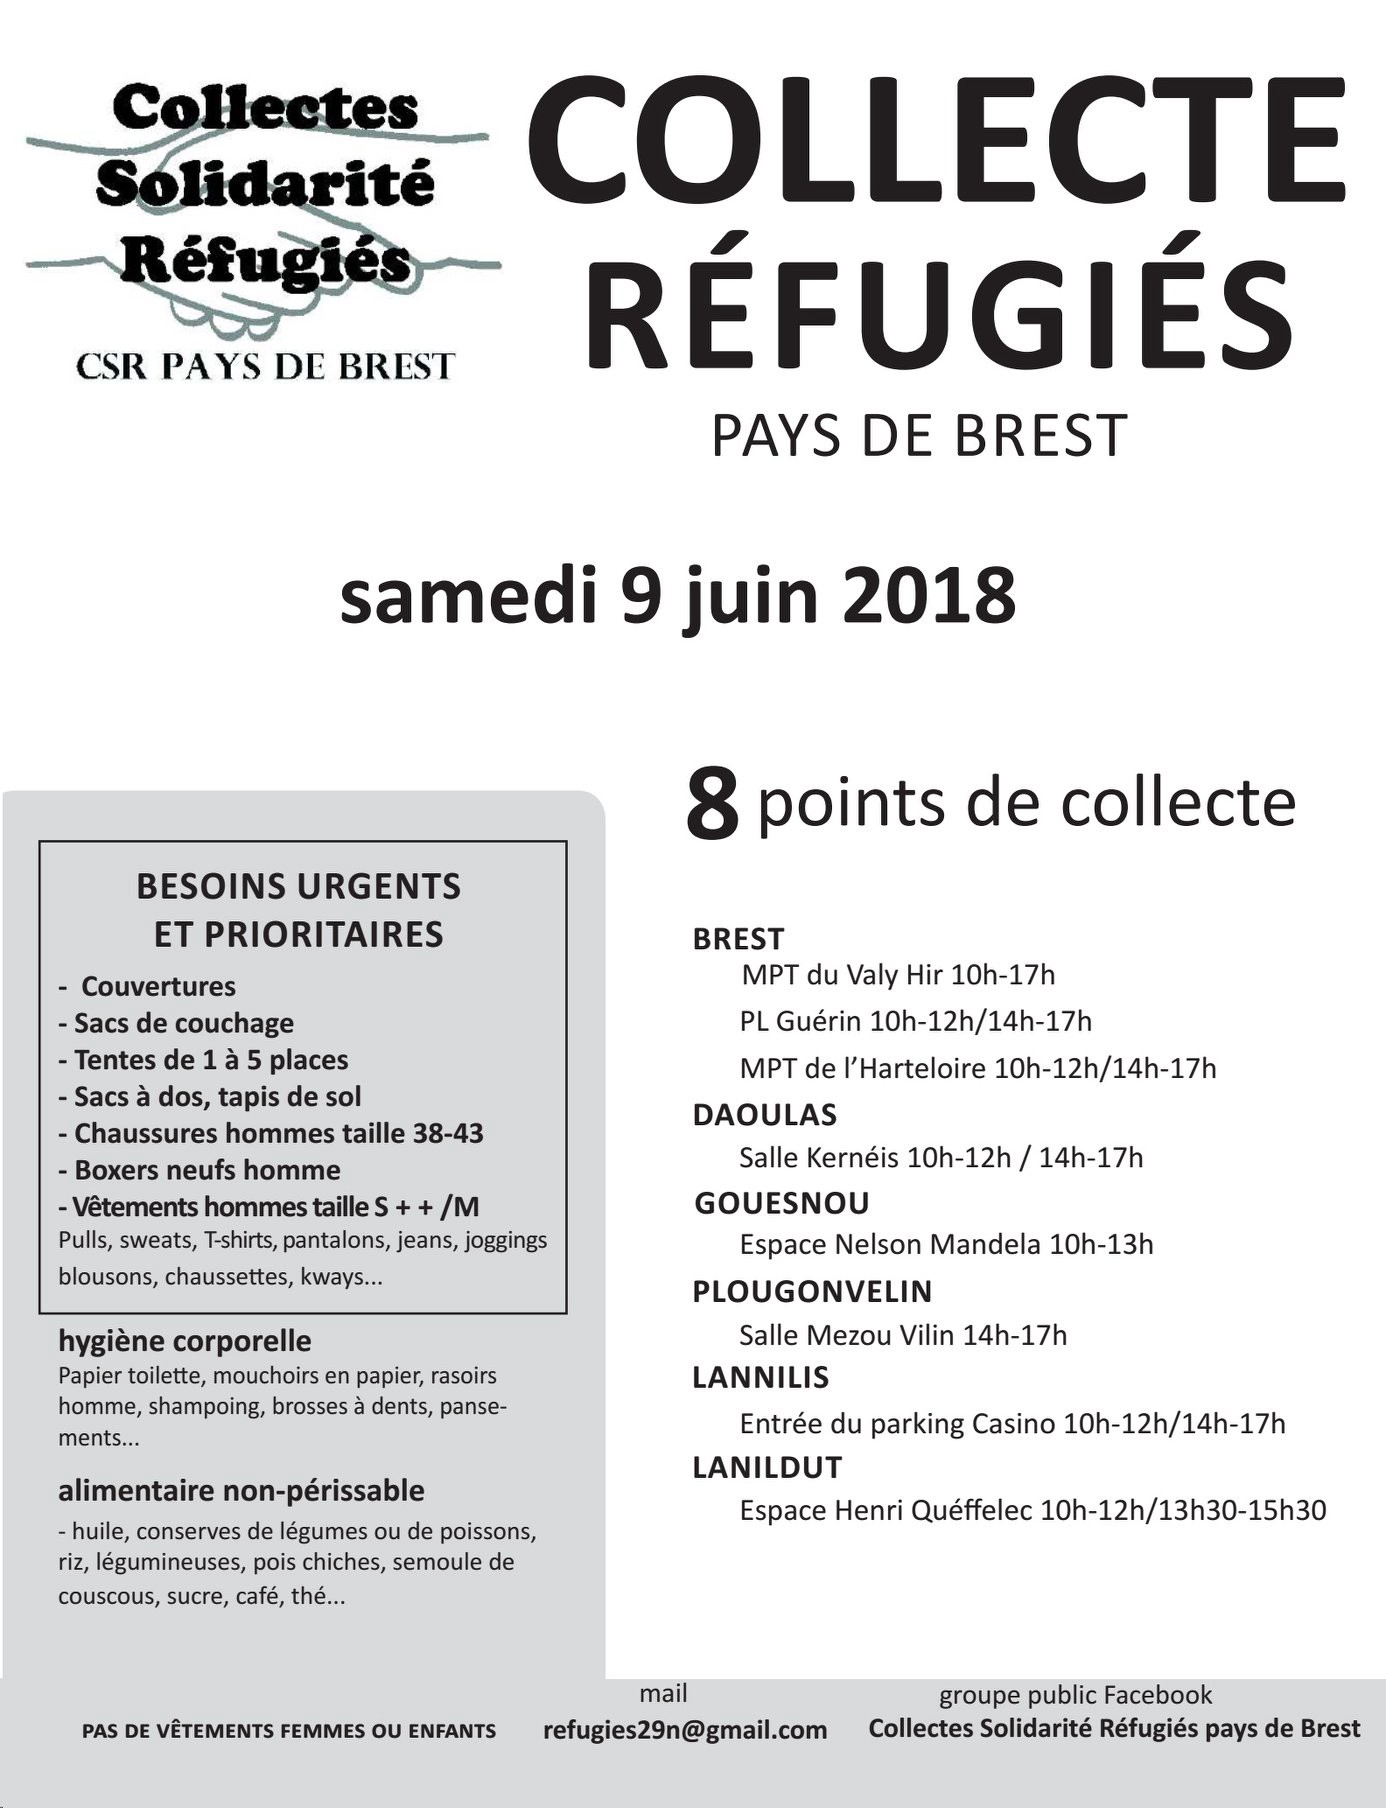 Collectes
Solidarité
Réfugiés
CSR PAYS DE BREST
COLLECTE
RÉFUGIÉS
PAYS DE BREST
samedi 9 juin 2018
BESOINS URGENTS
ET PRIORITAIRES
- Couvertures
- Sacs de couchage
- Tentes de 1 à 5 places
- Sacs à dos, tapis de sol
- Chaussures hommes taille 38-43
- Boxers neufs homme
- Vêtements hommes taille S + + /M
Pulls, sweats, T-shirts, pantalons, jeans, joggings
blousons, chaussettes, kways...
hygiène corporelle
Papier toilette, mouchoirs en papier, rasoirs
homme, shampoing, brosses à dents, panse-
ments...
alimentaire non-périssable
- huile, conserves de légumes ou de poissons,
riz, légumineuses, pois chiches, semoule de
couscous, sucre, café, thé...
8 points de collecte
BREST
MPT du Valy Hir 10h-17h
PL Guérin 10h-12h/14h-17h
MPT de l’Harteloire 10h-12h/14h-17h
DAOULAS
Salle Kernéis 10h-12h / 14h-17h
GOUESNOU
Espace Nelson Mandela 10h-13h
PLOUGONVELIN
Salle Mezou Vilin 14h-17h
LANNILIS
Entrée du parking Casino 10h-12h/14h-17h
LANILDUT
Espace Henri Quéffelec 10h-12h/13h30-15h30
PAS DE VÊTEMENTS FEMMES OU ENFANTS
mail
refugies29n@gmail.com
groupe public Facebook
Collectes Solidarité Réfugiés pays de Brest